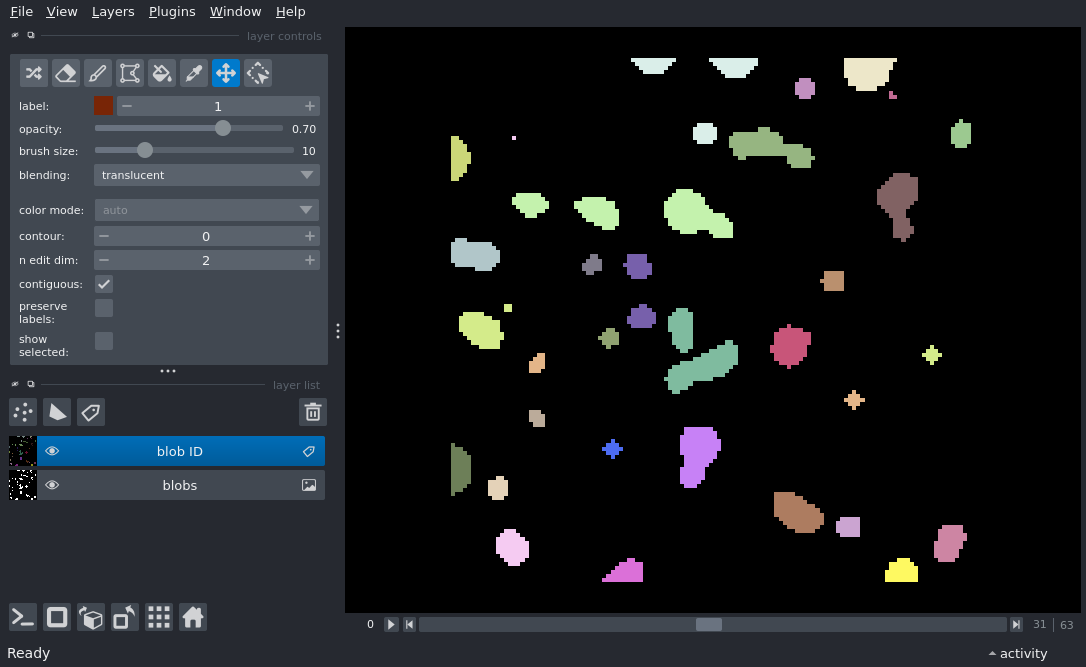 File View Layers Plugins Window Help
layer controls
label: 1
opacity: 0.70
brush size: 10
blending: translucent
color mode: auto
contour: 0
n edit dim: 2
contiguous:
preserve
labels:
show
selected:
layer list
blob ID
blobs
0 31 63
Ready activity